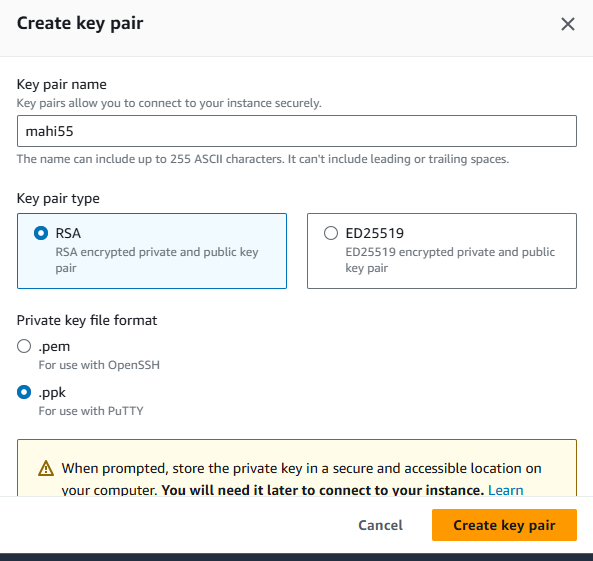 Create key pair
Key pair name
Key pairs allow you to connect to your instance securely.
mahi55
The name can include up to 255 ASCII characters. It can't include leading or trailing spaces.
Key pair type
RSA
RSA encrypted private and public key
pair
ED25519
ED25519 encrypted private and public
key pair
Private key file format
.pem
For use with OpenSSH
.ppk
For use with PuTTY
When prompted, store the private key in a secure and accessible location on
your computer. You will need it later to connect to your instance. Learn
Cancel
Create key pair